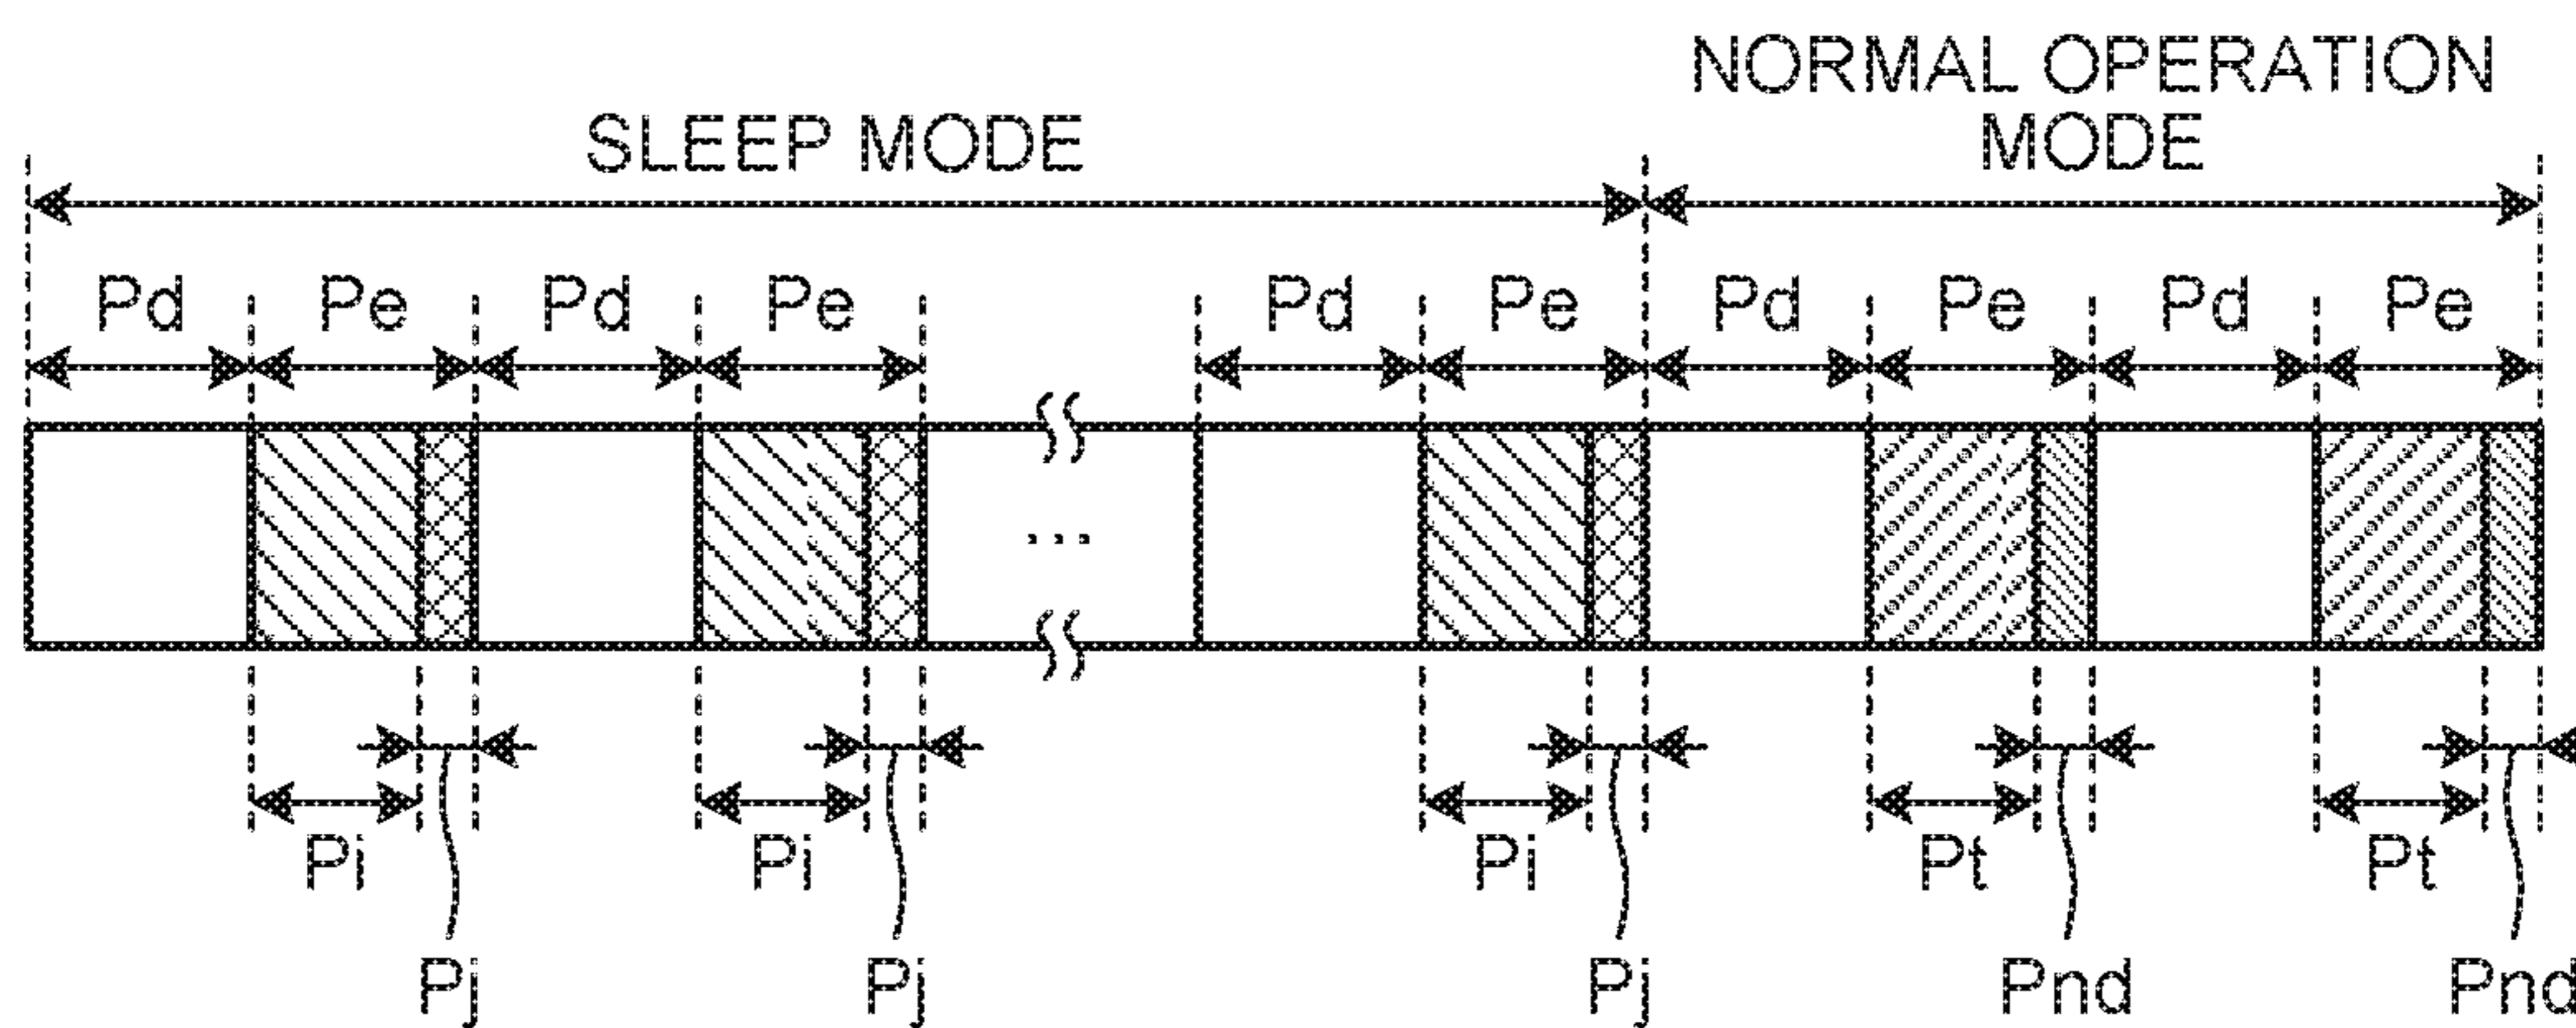 NORMAL OPERATION
MODE
SLEEP MODE
Pd Pe Pd Pe Pd Pe Pd Pe Pd Pe
...
Pi Pi Pi Pt Pt
Pj Pj Pj Pnd Pnd